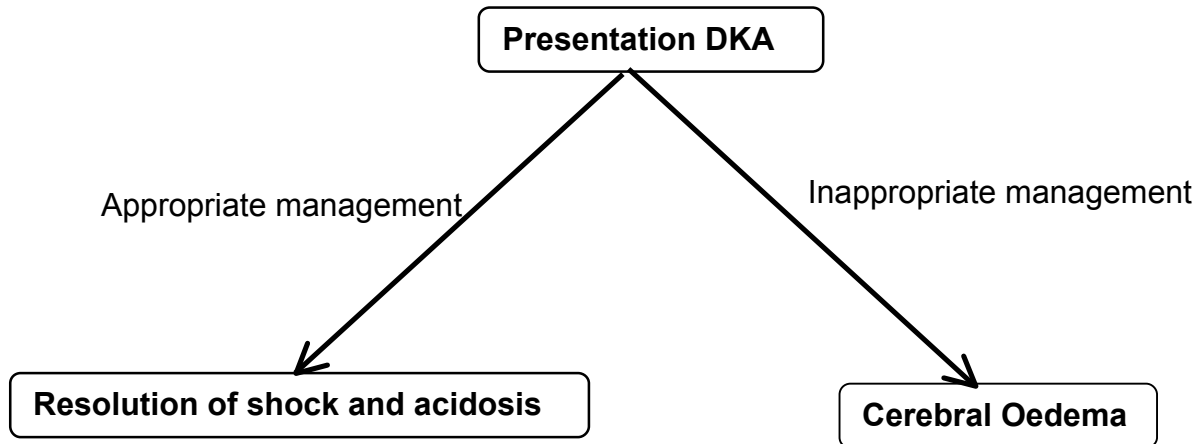 Presentation DKA
Appropriate management
Inappropriate management
Resolution of shock and acidosis
Cerebral Oedema